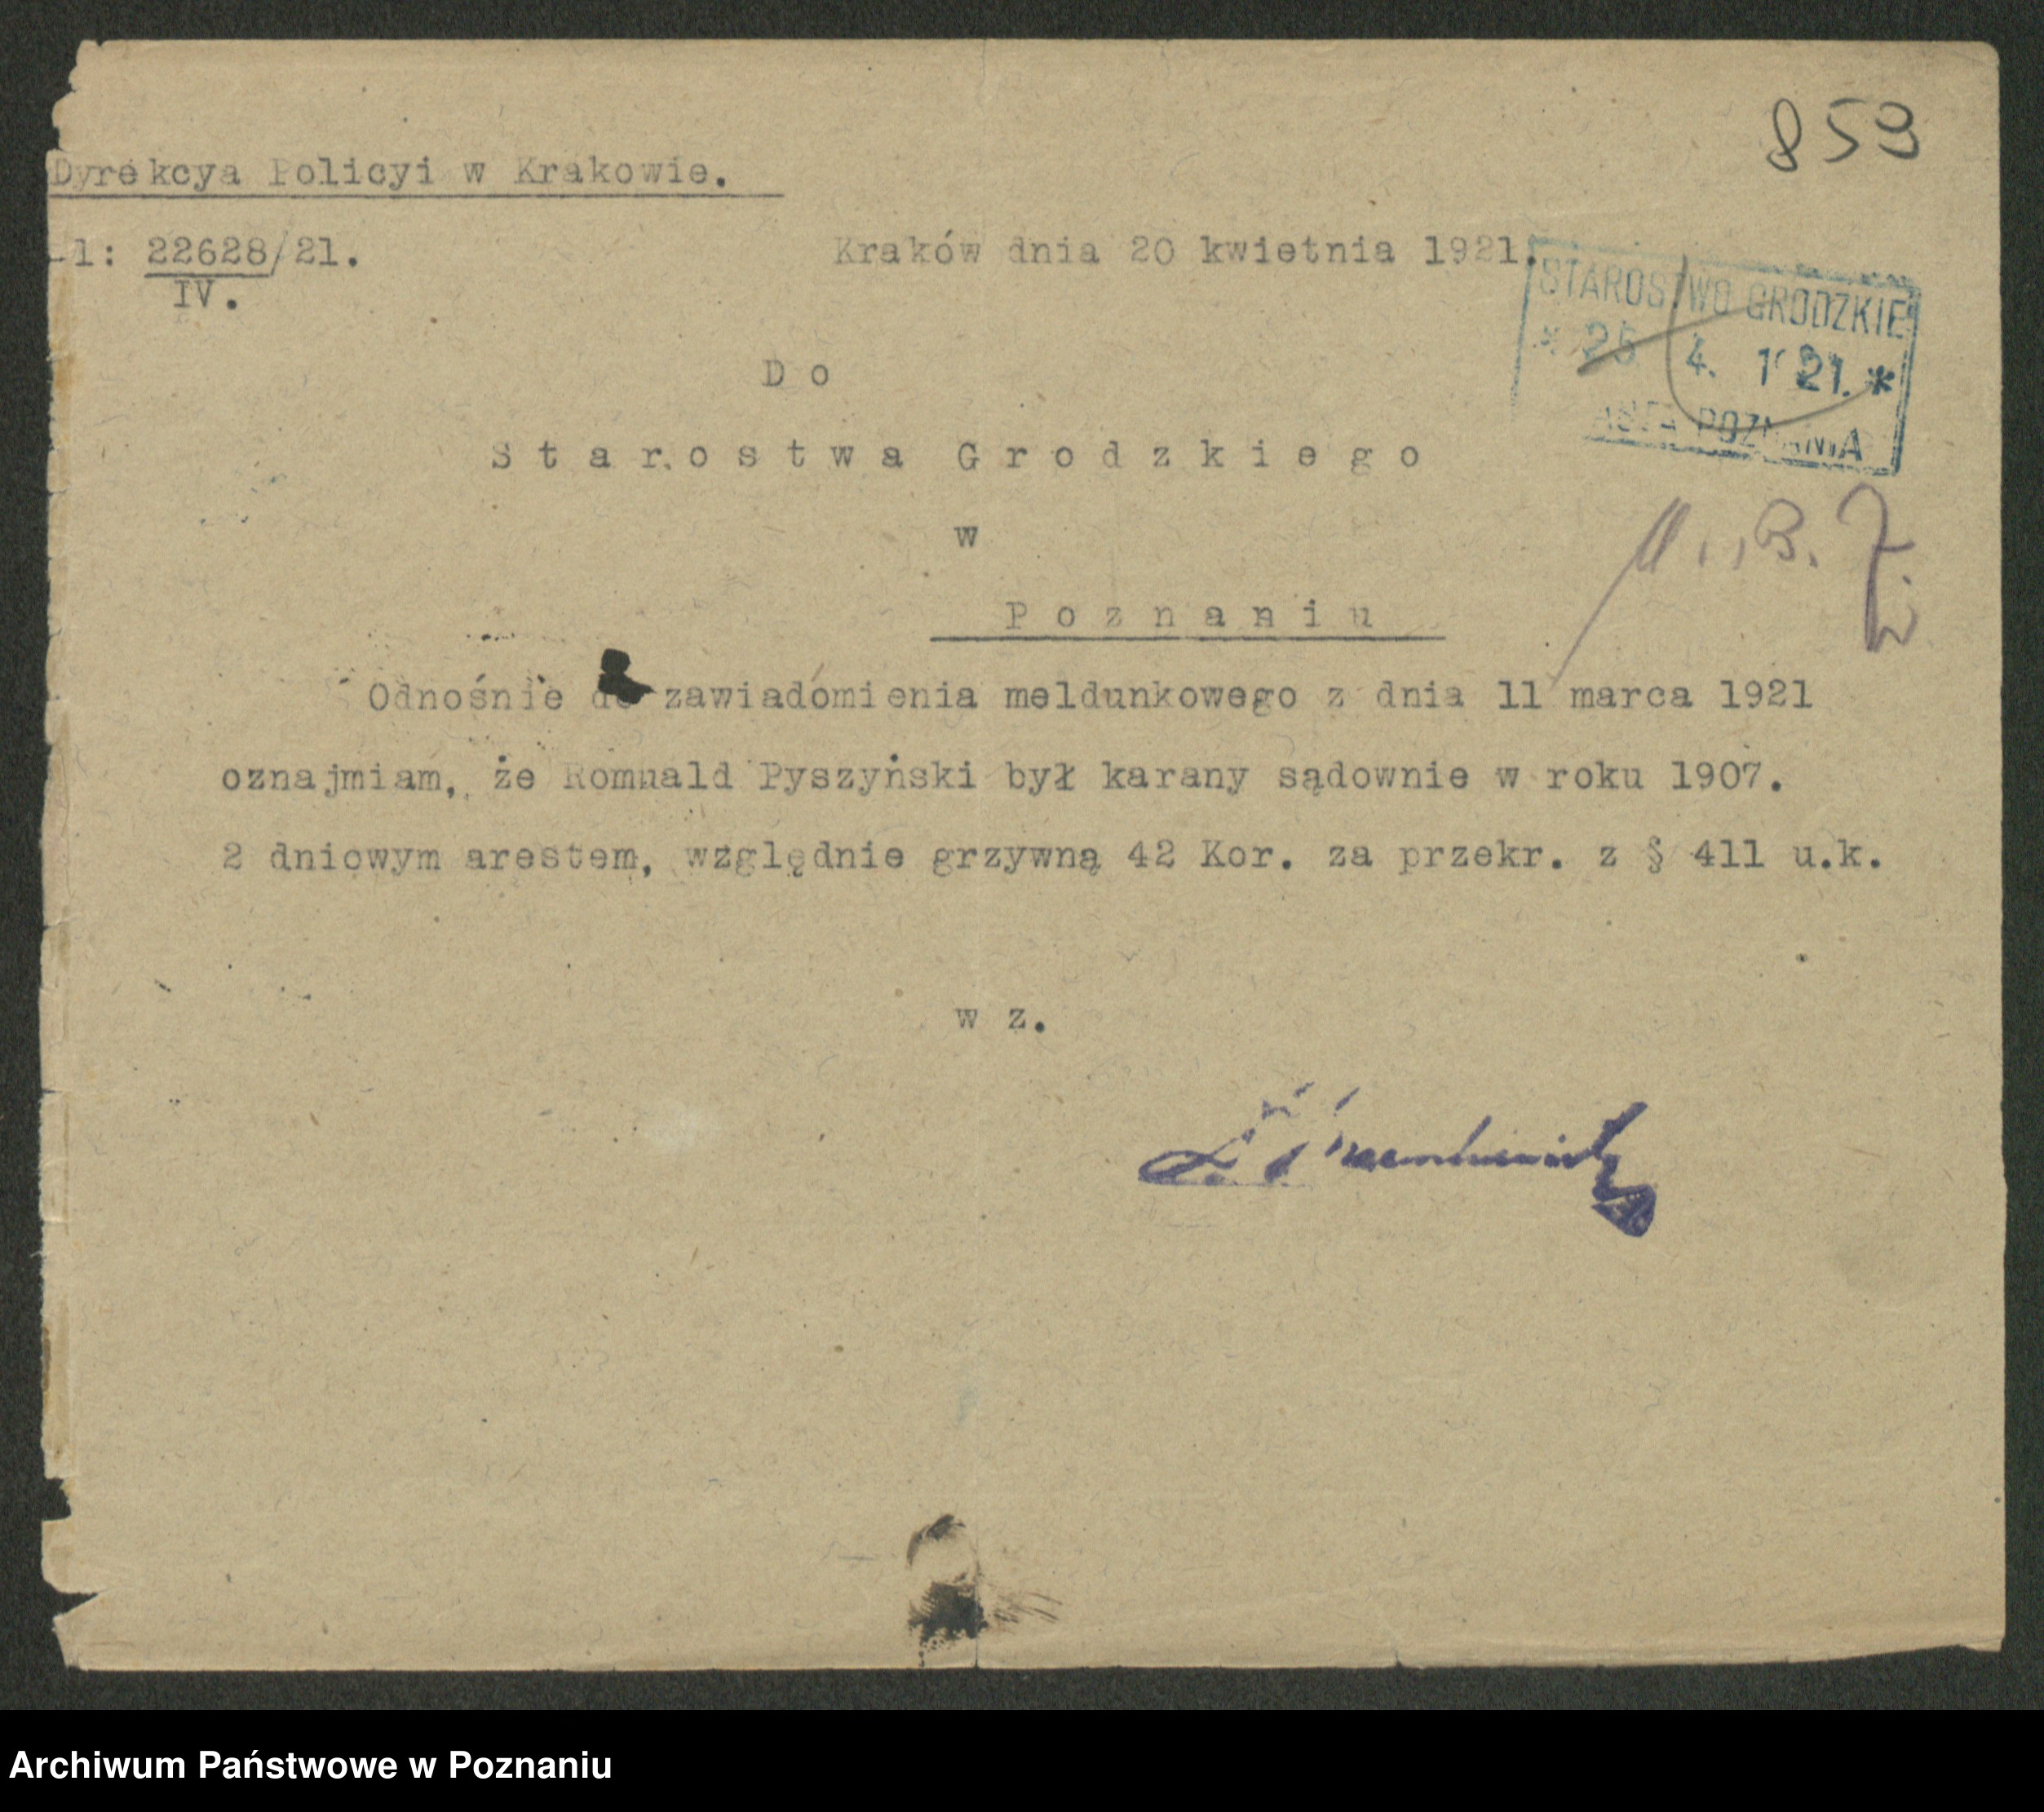 859
Dyrekcya Policyi w Krakowie.
l: 22628/21.
IV.
Kraków dnia 20 kwietnia 1921.
STAROSTWO GRODZKIE
* 25 4. 1921. *
POZNANIA
Do
Starostwa Grodzkiego
w
Poznaniu
Odnośnie do zawiadomienia meldunkowego z dnia 11 marca 1921
oznajmiam, że Romuald Pyszyński był karany sądownie w roku 1907.
2 dniowym arestem, względnie grzywną 42 Kor. za przekr. z § 411 u.k.
w z.
Archiwum Państwowe w Poznaniu